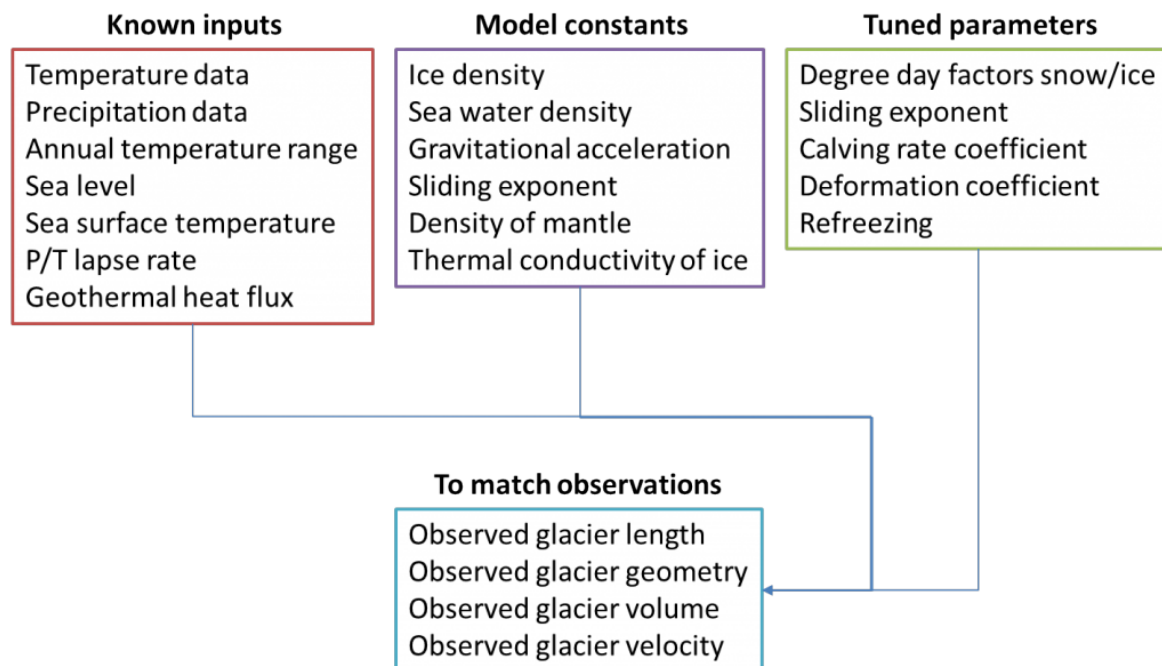 Known inputs
Temperature data
Precipitation data
Annual temperature range
Sea level
Sea surface temperature
P/T lapse rate
Geothermal heat flux
Model constants
Ice density
Sea water density
Gravitational acceleration
Sliding exponent
Density of mantle
Thermal conductivity of ice
Tuned parameters
Degree day factors snow/ice
Sliding exponent
Calving rate coefficient
Deformation coefficient
Refreezing
To match observations
Observed glacier length
Observed glacier geometry
Observed glacier volume
Observed glacier velocity